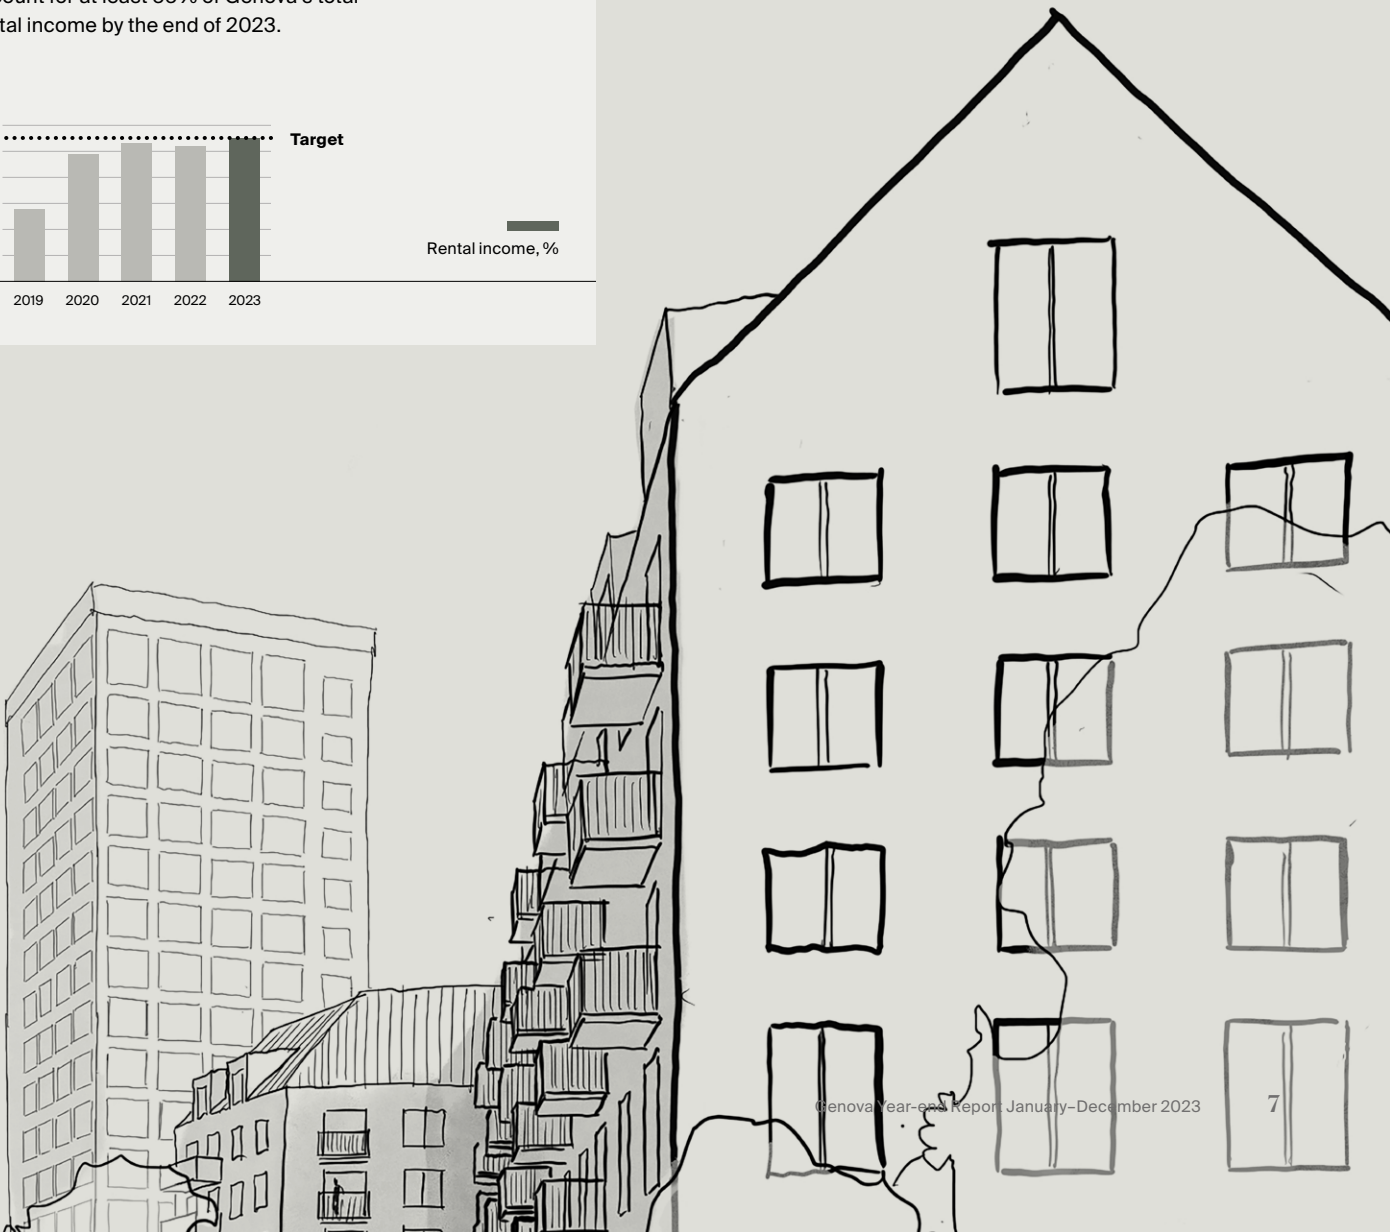 tal income by the end of 2023.
Target
Rental income, %
2019 2020 2021 2022 2023
Genova Year-end Report January–December 2023 7